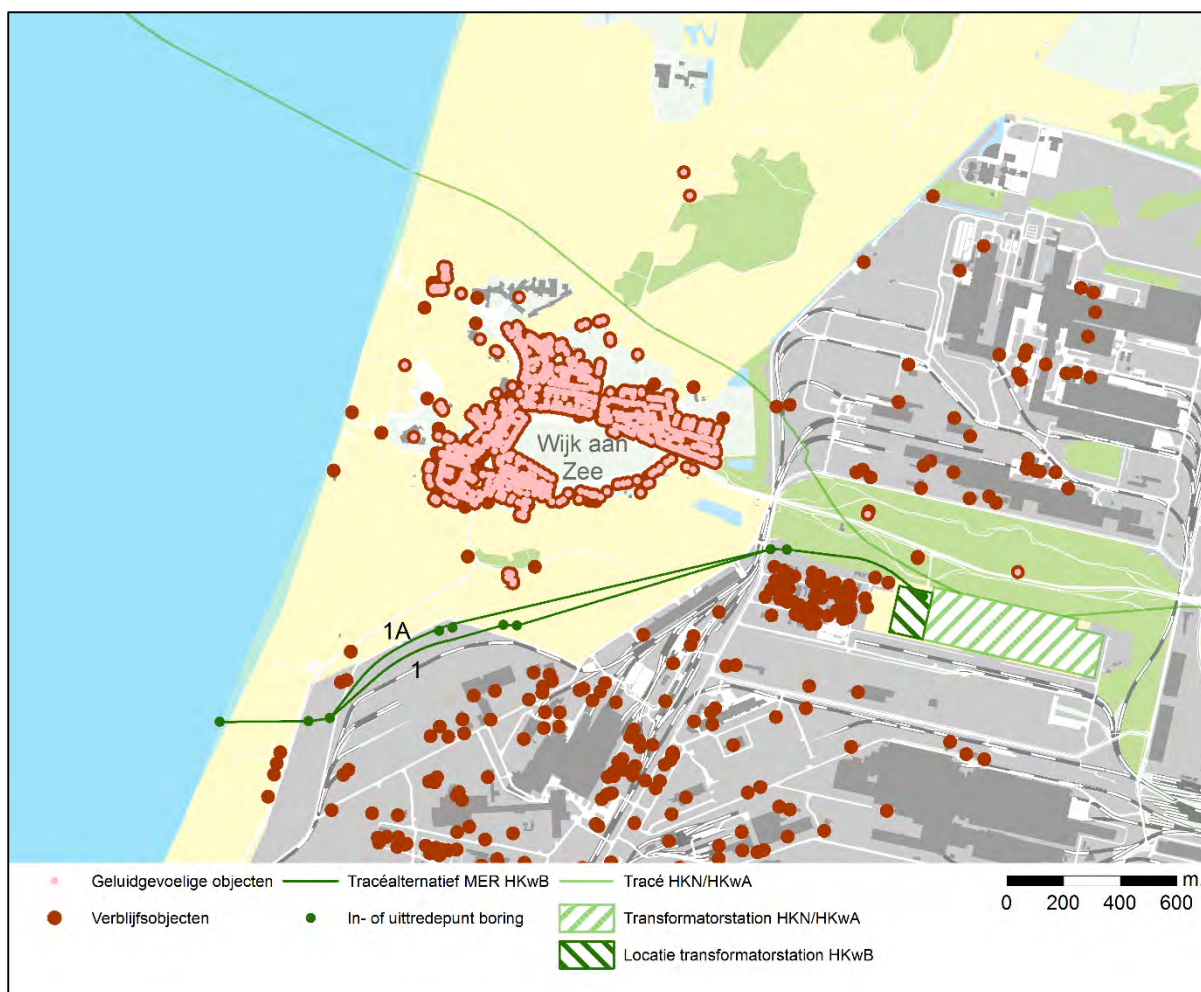 Wijk aan
Zee
1A
1
Geluidgevoelige objecten
Tracéalternatief MER HKwB
Tracé HKN/HKwA
m
Verblijfsobjecten
In- of uittredepunt boring
Transformatorstation HKN/HKwA
0 200 400 600
Locatie transformatorstation HKwB